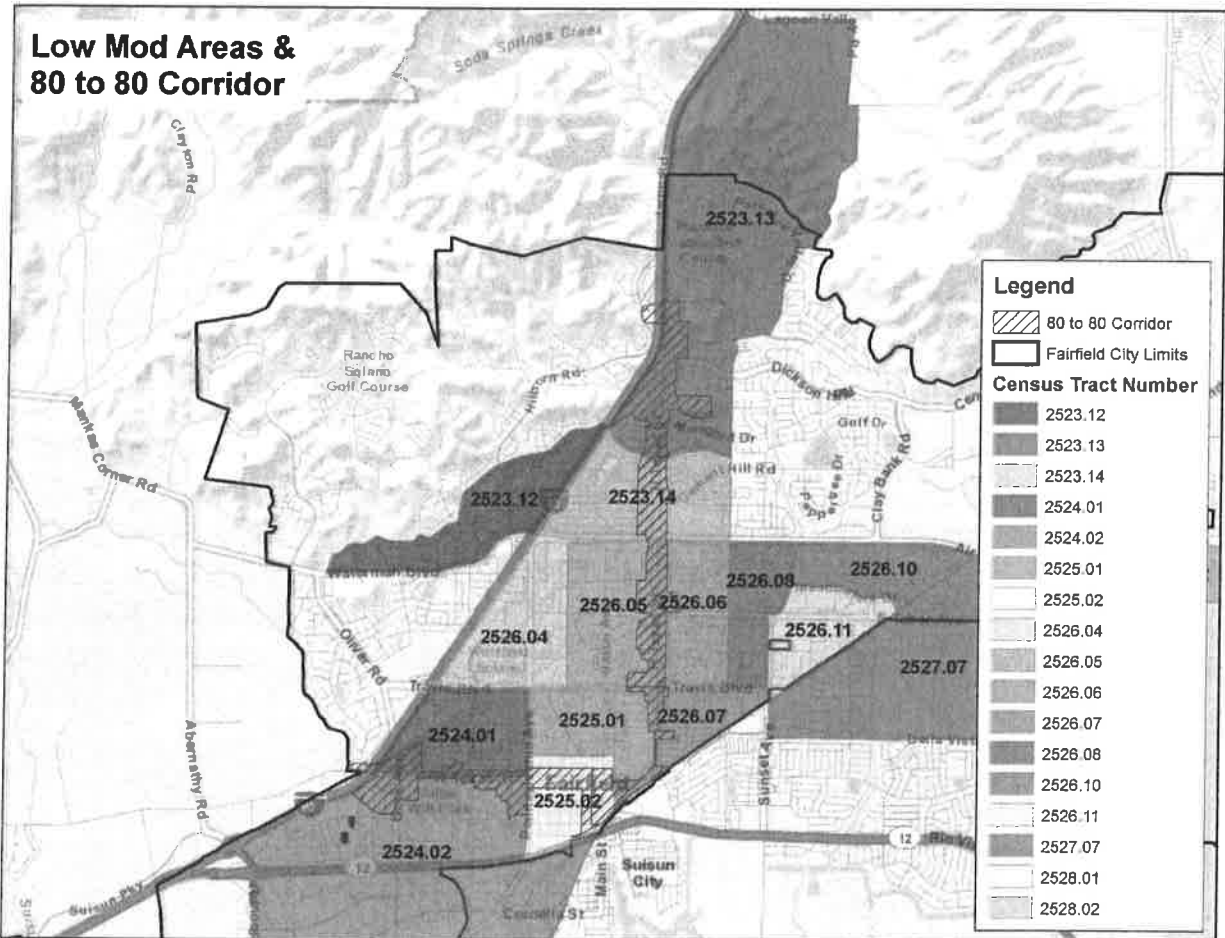 Low Mod Areas &
80 to 80 Corridor
Soda Springs Creek
Clayton Rd
2523.13
Rancho
Solano
Golf Course
Hilborn Rd
Mankas Corner Rd
Dickson Hill
Golf Dr
Clay Bank Rd
2523.12
2523.14
Waterman Blvd
2526.08
2526.10
2526.05
2526.06
2526.04
2526.11
Oliver Rd
2527.07
Travis Blvd
2525.01
2526.07
2524.01
Abernathy Rd
Sunset Ave
2525.02
2524.02
12
12
Suisun Pky
Main St
Suisun
City
Cordelia St
Legend
80 to 80 Corridor
Fairfield City Limits
Census Tract Number
2523.12
2523.13
2523.14
2524.01
2524.02
2525.01
2525.02
2526.04
2526.05
2526.06
2526.07
2526.08
2526.10
2526.11
2527.07
2528.01
2528.02